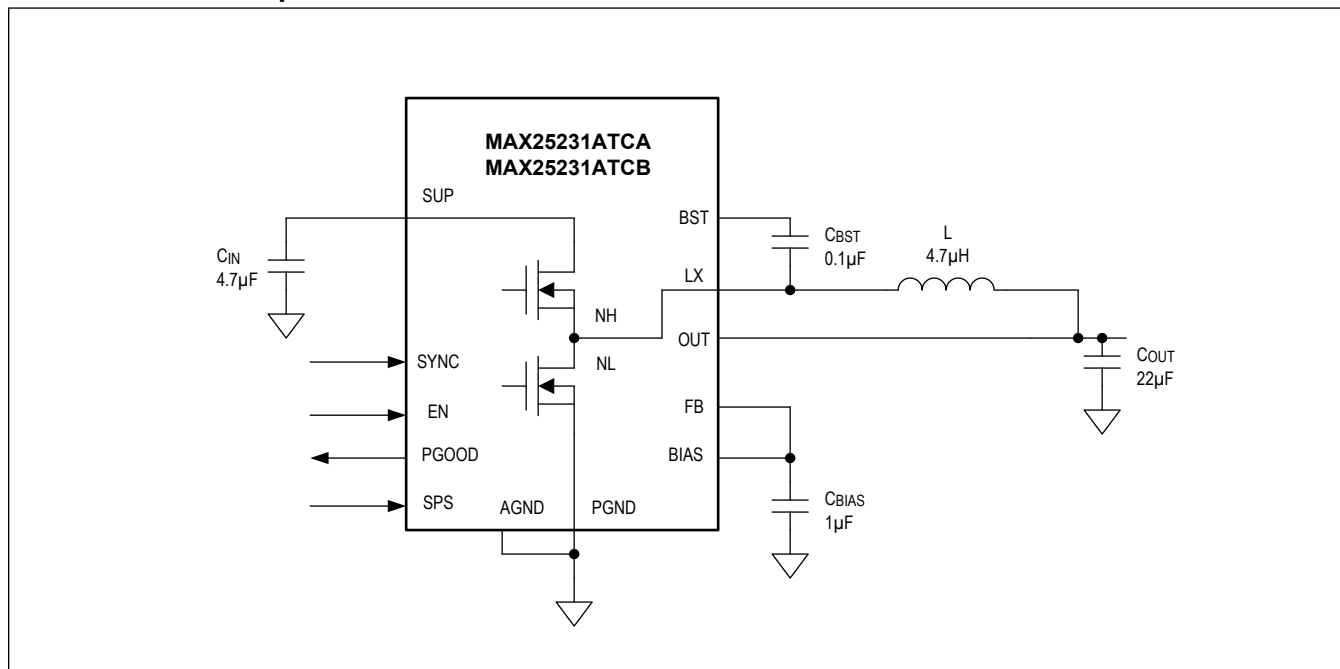 MAX25231ATCA
MAX25231ATCB
SUP
BST
CIN
4.7µF
CBST
0.1µF
L
4.7µH
LX
NH
OUT
NL
SYNC
COUT
22µF
EN
FB
PGOOD
BIAS
SPS
AGND
PGND
CBIAS
1µF